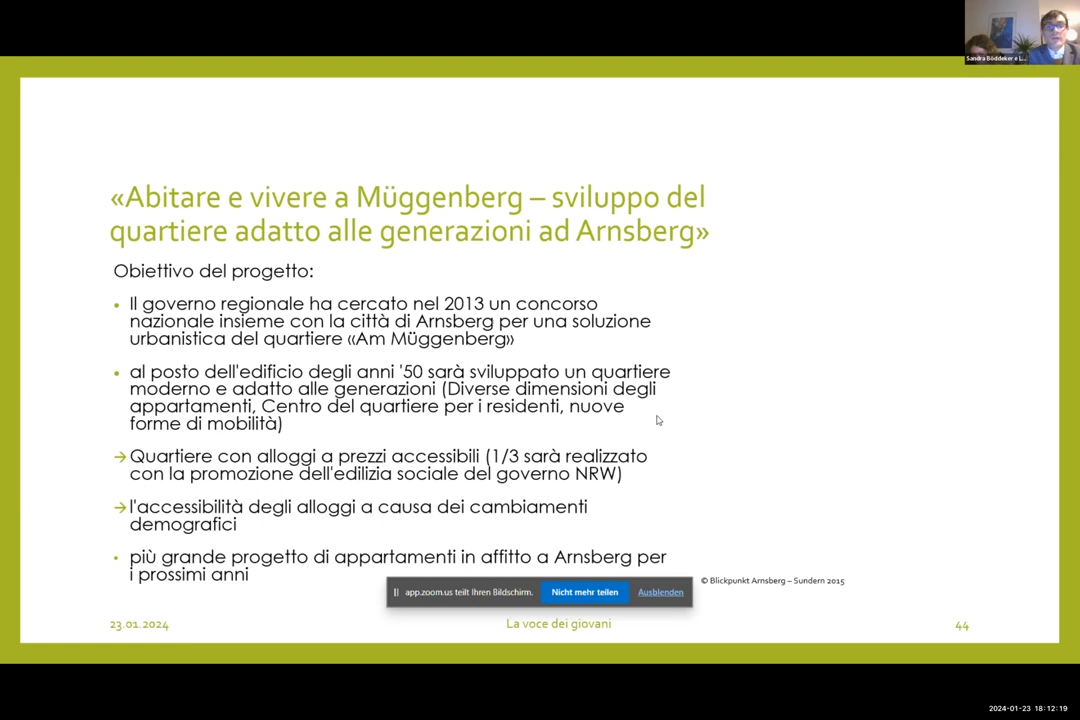 Sandra Böddeker e L...
«Abitare e vivere a Müggenberg – sviluppo del
quartiere adatto alle generazioni ad Arnsberg»
Obiettivo del progetto:
• Il governo regionale ha cercato nel 2013 un concorso
nazionale insieme con la città di Arnsberg per una soluzione
urbanistica del quartiere «Am Müggenberg»
• al posto dell'edificio degli anni '50 sarà sviluppato un quartiere
moderno e adatto alle generazioni (Diverse dimensioni degli
appartamenti, Centro del quartiere per i residenti, nuove
forme di mobilità)
→ Quartiere con alloggi a prezzi accessibili (1/3 sarà realizzato
con la promozione dell'edilizia sociale del governo NRW)
→ l'accessibilità degli alloggi a causa dei cambiamenti
demografici
• più grande progetto di appartamenti in affitto a Arnsberg per
i prossimi anni
© Blickpunkt Arnsberg – Sundern 2015
app.zoom.us teilt Ihren Bildschirm. Nicht mehr teilen Ausblenden
23.01.2024 La voce dei giovani 44
2024-01-23 18:12:19